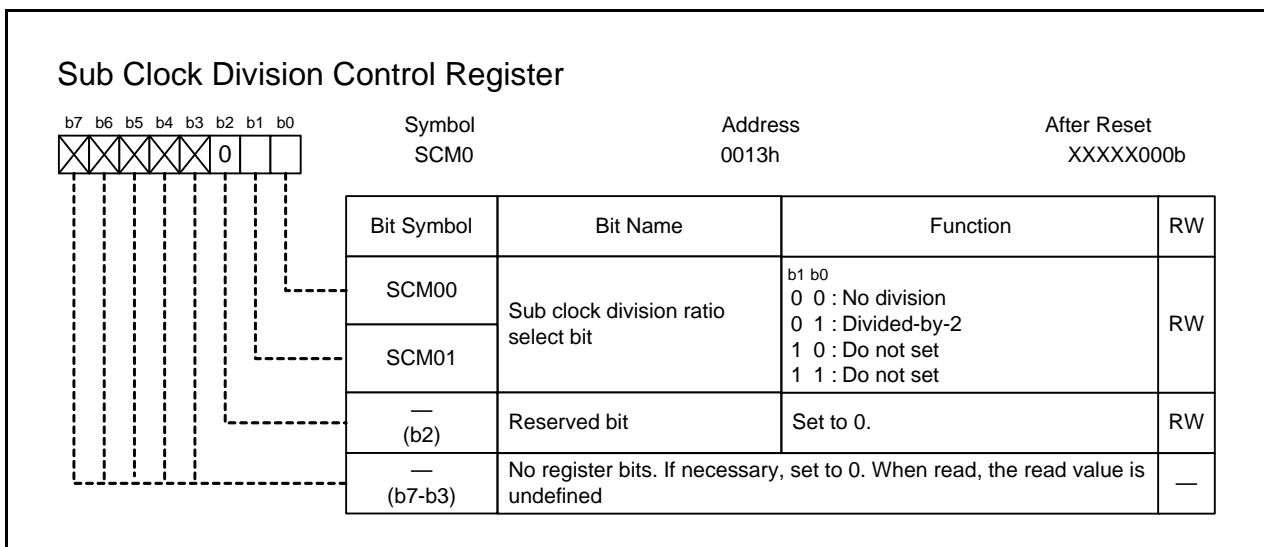 Sub Clock Division Control Register
b7 b6 b5 b4 b3 b2 b1 b0
0
Symbol Address After Reset
SCM0 0013h XXXXX000b
Bit Symbol Bit Name Function RW
SCM00
SCM01
Sub clock division ratio
select bit
b1 b0
0 0 : No division
0 1 : Divided-by-2
1 0 : Do not set
1 1 : Do not set
RW
—
(b2)
Reserved bit Set to 0. RW
—
(b7-b3)
No register bits. If necessary, set to 0. When read, the read value is
undefined
—